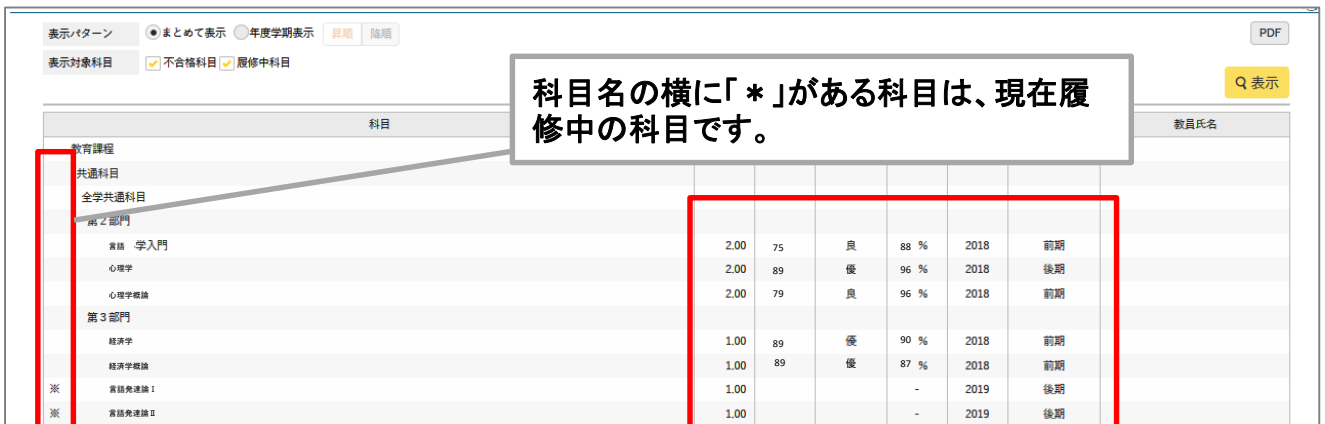 表示パターン まとめて表示 年度学期表示 昇順 降順 PDF
表示対象科目 不合格科目 履修中科目
表示
科目名の横に「＊」がある科目は、現在履
修中の科目です。
科目 教員氏名
教育課程
共通科目
全学共通科目
第２部門
言語 学入門 2.00 75 良 88 % 2018 前期
心理学 2.00 89 優 96 % 2018 後期
心理学概論 2.00 79 良 96 % 2018 前期
第３部門
経済学 1.00 89 優 90 % 2018 前期
経済学概論 1.00 89 優 87 % 2018 前期
※ 言語発達論Ⅰ 1.00 - 2019 後期
※ 言語発達論Ⅱ 1.00 - 2019 後期